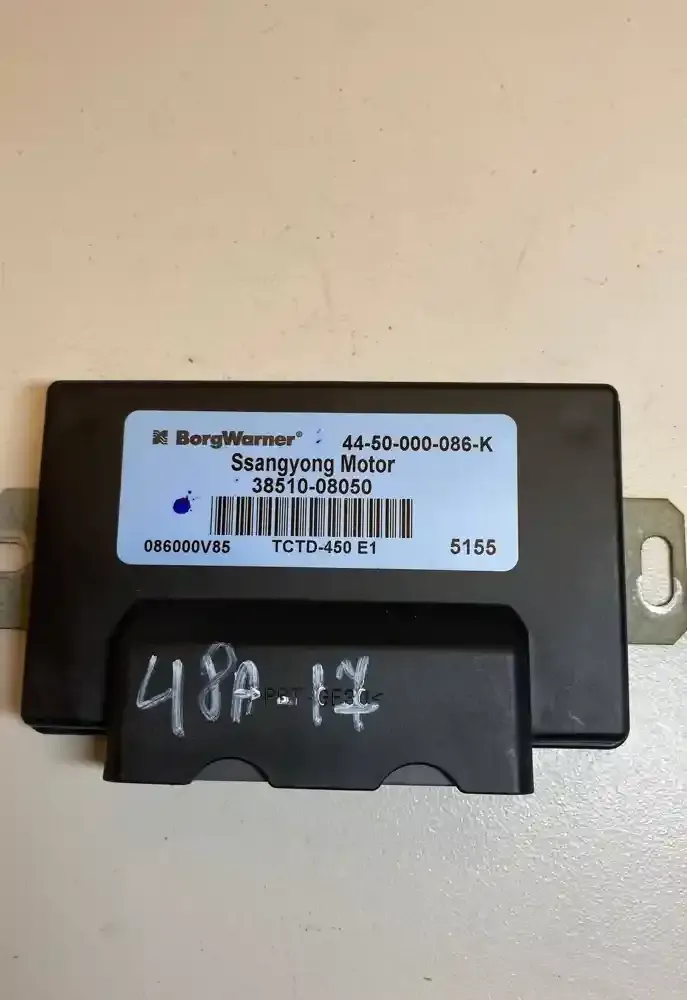 BorgWarner® 44-50-000-086-K
Ssangyong Motor
38510-08050
086000V85 TCTD-450 E1 5155
48A-17